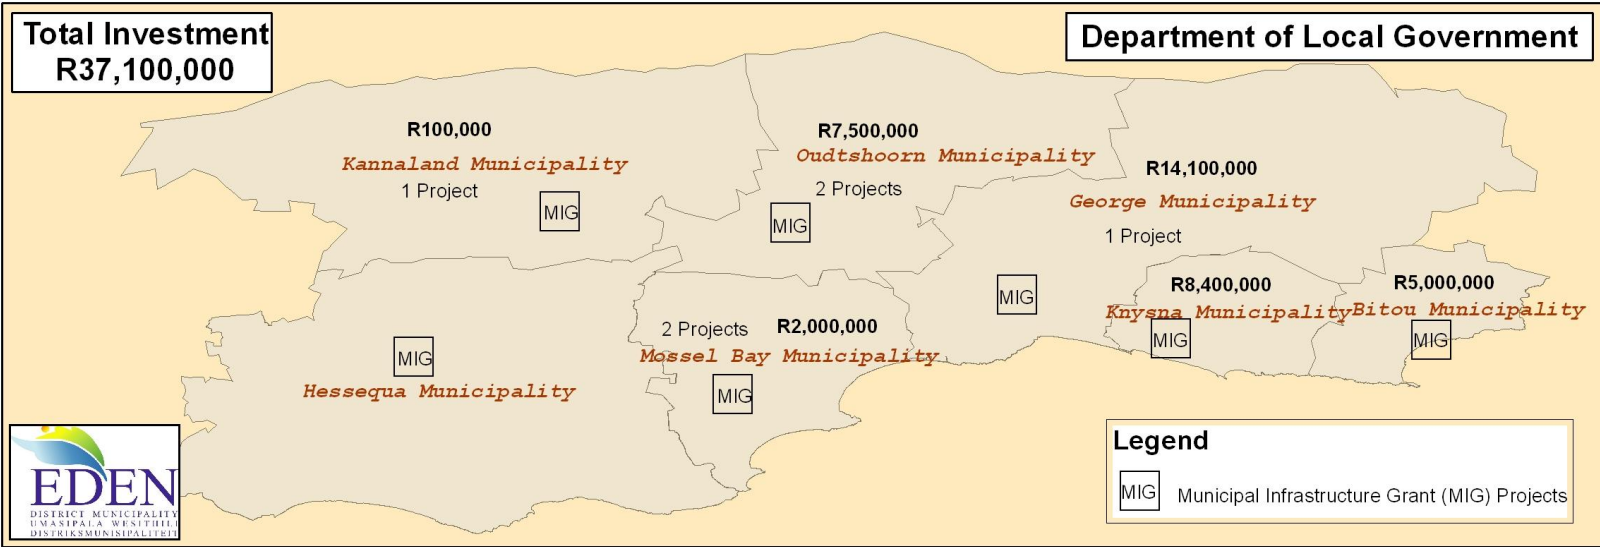 Total Investment
R37,100,000
Department of Local Government
R100,000
Kannaland Municipality
1 Project
MIG
R7,500,000
Oudtshoorn Municipality
2 Projects
MIG
R14,100,000
George Municipality
1 Project
MIG
R8,400,000
Knysna Municipality
MIG
R5,000,000
Bitou Municipality
MIG
MIG
Hessequa Municipality
2 Projects R2,000,000
Mossel Bay Municipality
MIG
EDEN
DISTRICT MUNICIPALITY
UMASIPALA WESITHILI
DISTRIKSMUNISIPALITEIT
Legend
MIG Municipal Infrastructure Grant (MIG) Projects